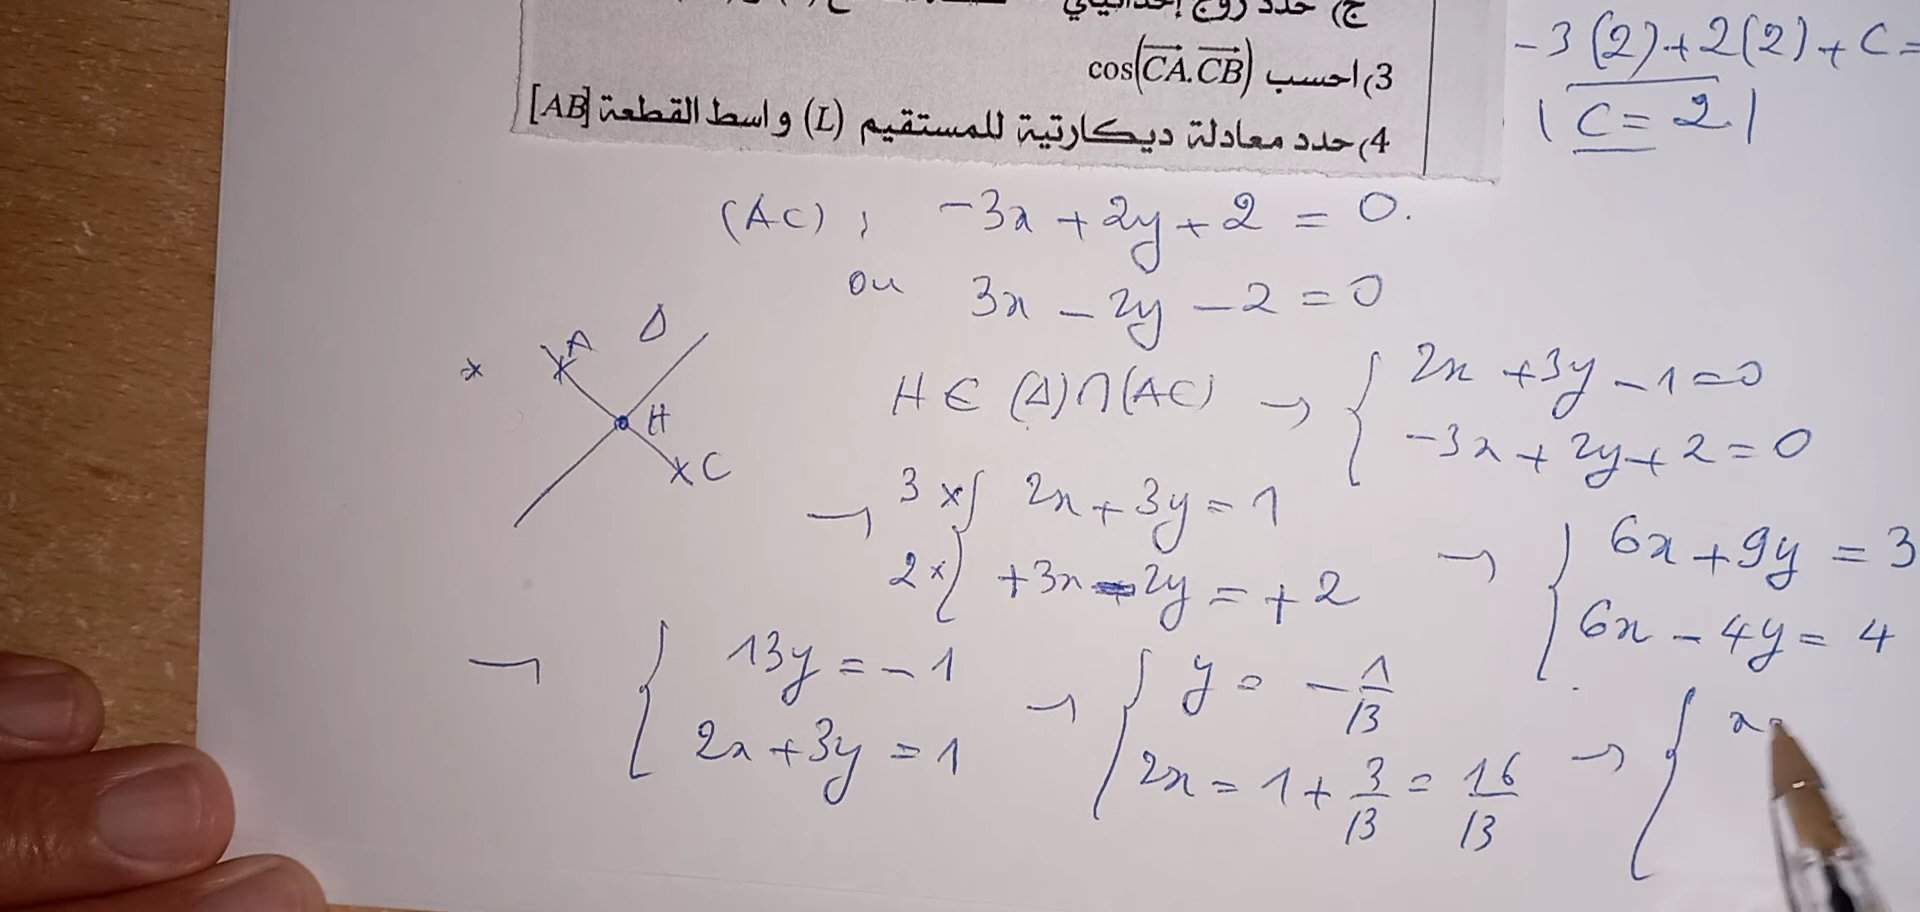 ج) حدد زوج إحداثياتي
3) احسب cos(CA.CB)
4) حدد معادلة ديكارتية للمستقيم (L) واسط القطعة [AB]
-3(2)+2(2)+C=
C = 2
(AC) ; -3x + 2y + 2 = 0.
ou 3x - 2y - 2 = 0
* A Δ H C
H ∈ (Δ)∩(AC) → { 2x + 3y - 1 = 0
-3x + 2y + 2 = 0
→ 3 × { 2x + 3y = 1
2 × { +3x - 2y = +2
→ { 6x + 9y = 3
6x - 4y = 4
→ { 13y = -1
2x + 3y = 1
→ { y = -1/13
2x = 1 + 3/13 = 16/13
→ { x